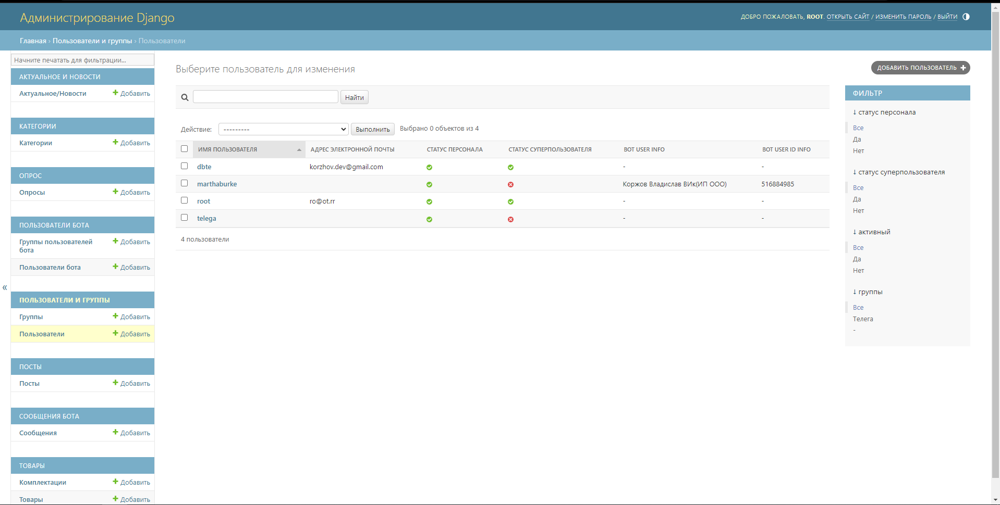 Администрирование Django
ДОБРО ПОЖАЛОВАТЬ, ROOT. ОТКРЫТЬ САЙТ / ИЗМЕНИТЬ ПАРОЛЬ / ВЫЙТИ
Главная › Пользователи и группы › Пользователи
Начните печатать для фильтрации...
АКТУАЛЬНОЕ И НОВОСТИ
Актуальное/Новости Добавить
КАТЕГОРИИ
Категории Добавить
ОПРОС
Опросы Добавить
ПОЛЬЗОВАТЕЛИ БОТА
Группы пользователей Добавить
бота
Пользователи бота Добавить
«
ПОЛЬЗОВАТЕЛИ И ГРУППЫ
Группы Добавить
Пользователи Добавить
ПОСТЫ
Посты Добавить
СООБЩЕНИЯ БОТА
Сообщения Добавить
ТОВАРЫ
Комплектации Добавить
Товары Добавить
Выберите пользователь для изменения
ДОБАВИТЬ ПОЛЬЗОВАТЕЛЬ
Найти
Действие: --------- Выполнить Выбрано 0 объектов из 4
ИМЯ ПОЛЬЗОВАТЕЛЯ АДРЕС ЭЛЕКТРОННОЙ ПОЧТЫ СТАТУС ПЕРСОНАЛА СТАТУС СУПЕРПОЛЬЗОВАТЕЛЯ BOT USER INFO BOT USER ID INFO
dbte korzhov.dev@gmail.com - -
marthaburke Коржов Владислав ВИк(ИП ООО) 516884985
root ro@ot.rr - -
telega - -
4 пользователи
ФИЛЬТР
↓ статус персонала
Все
Да
Нет
↓ статус суперпользователя
Все
Да
Нет
↓ активный
Все
Да
Нет
↓ группы
Все
Телега
-